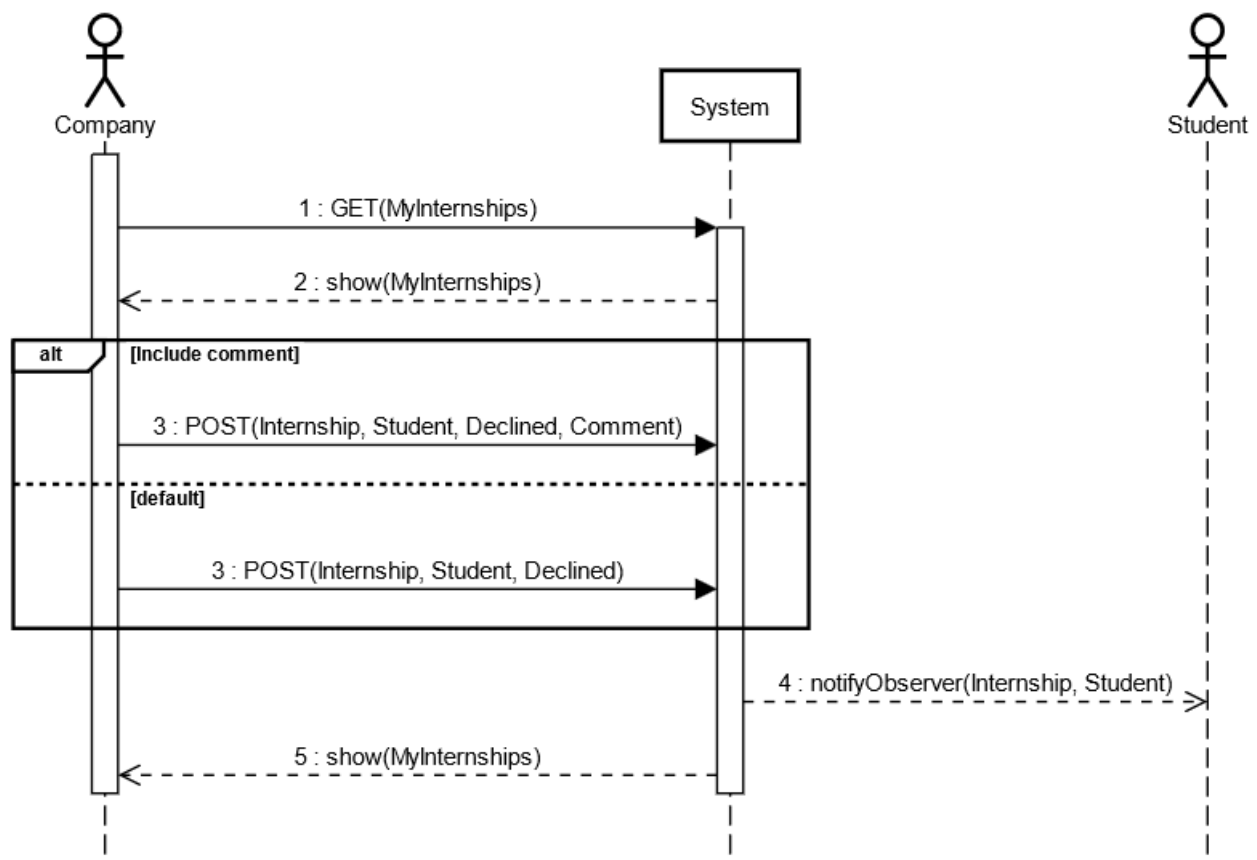 Company
System
Student
1 : GET(MyInternships)
2 : show(MyInternships)
alt
[Include comment]
3 : POST(Internship, Student, Declined, Comment)
[default]
3 : POST(Internship, Student, Declined)
4 : notifyObserver(Internship, Student)
5 : show(MyInternships)